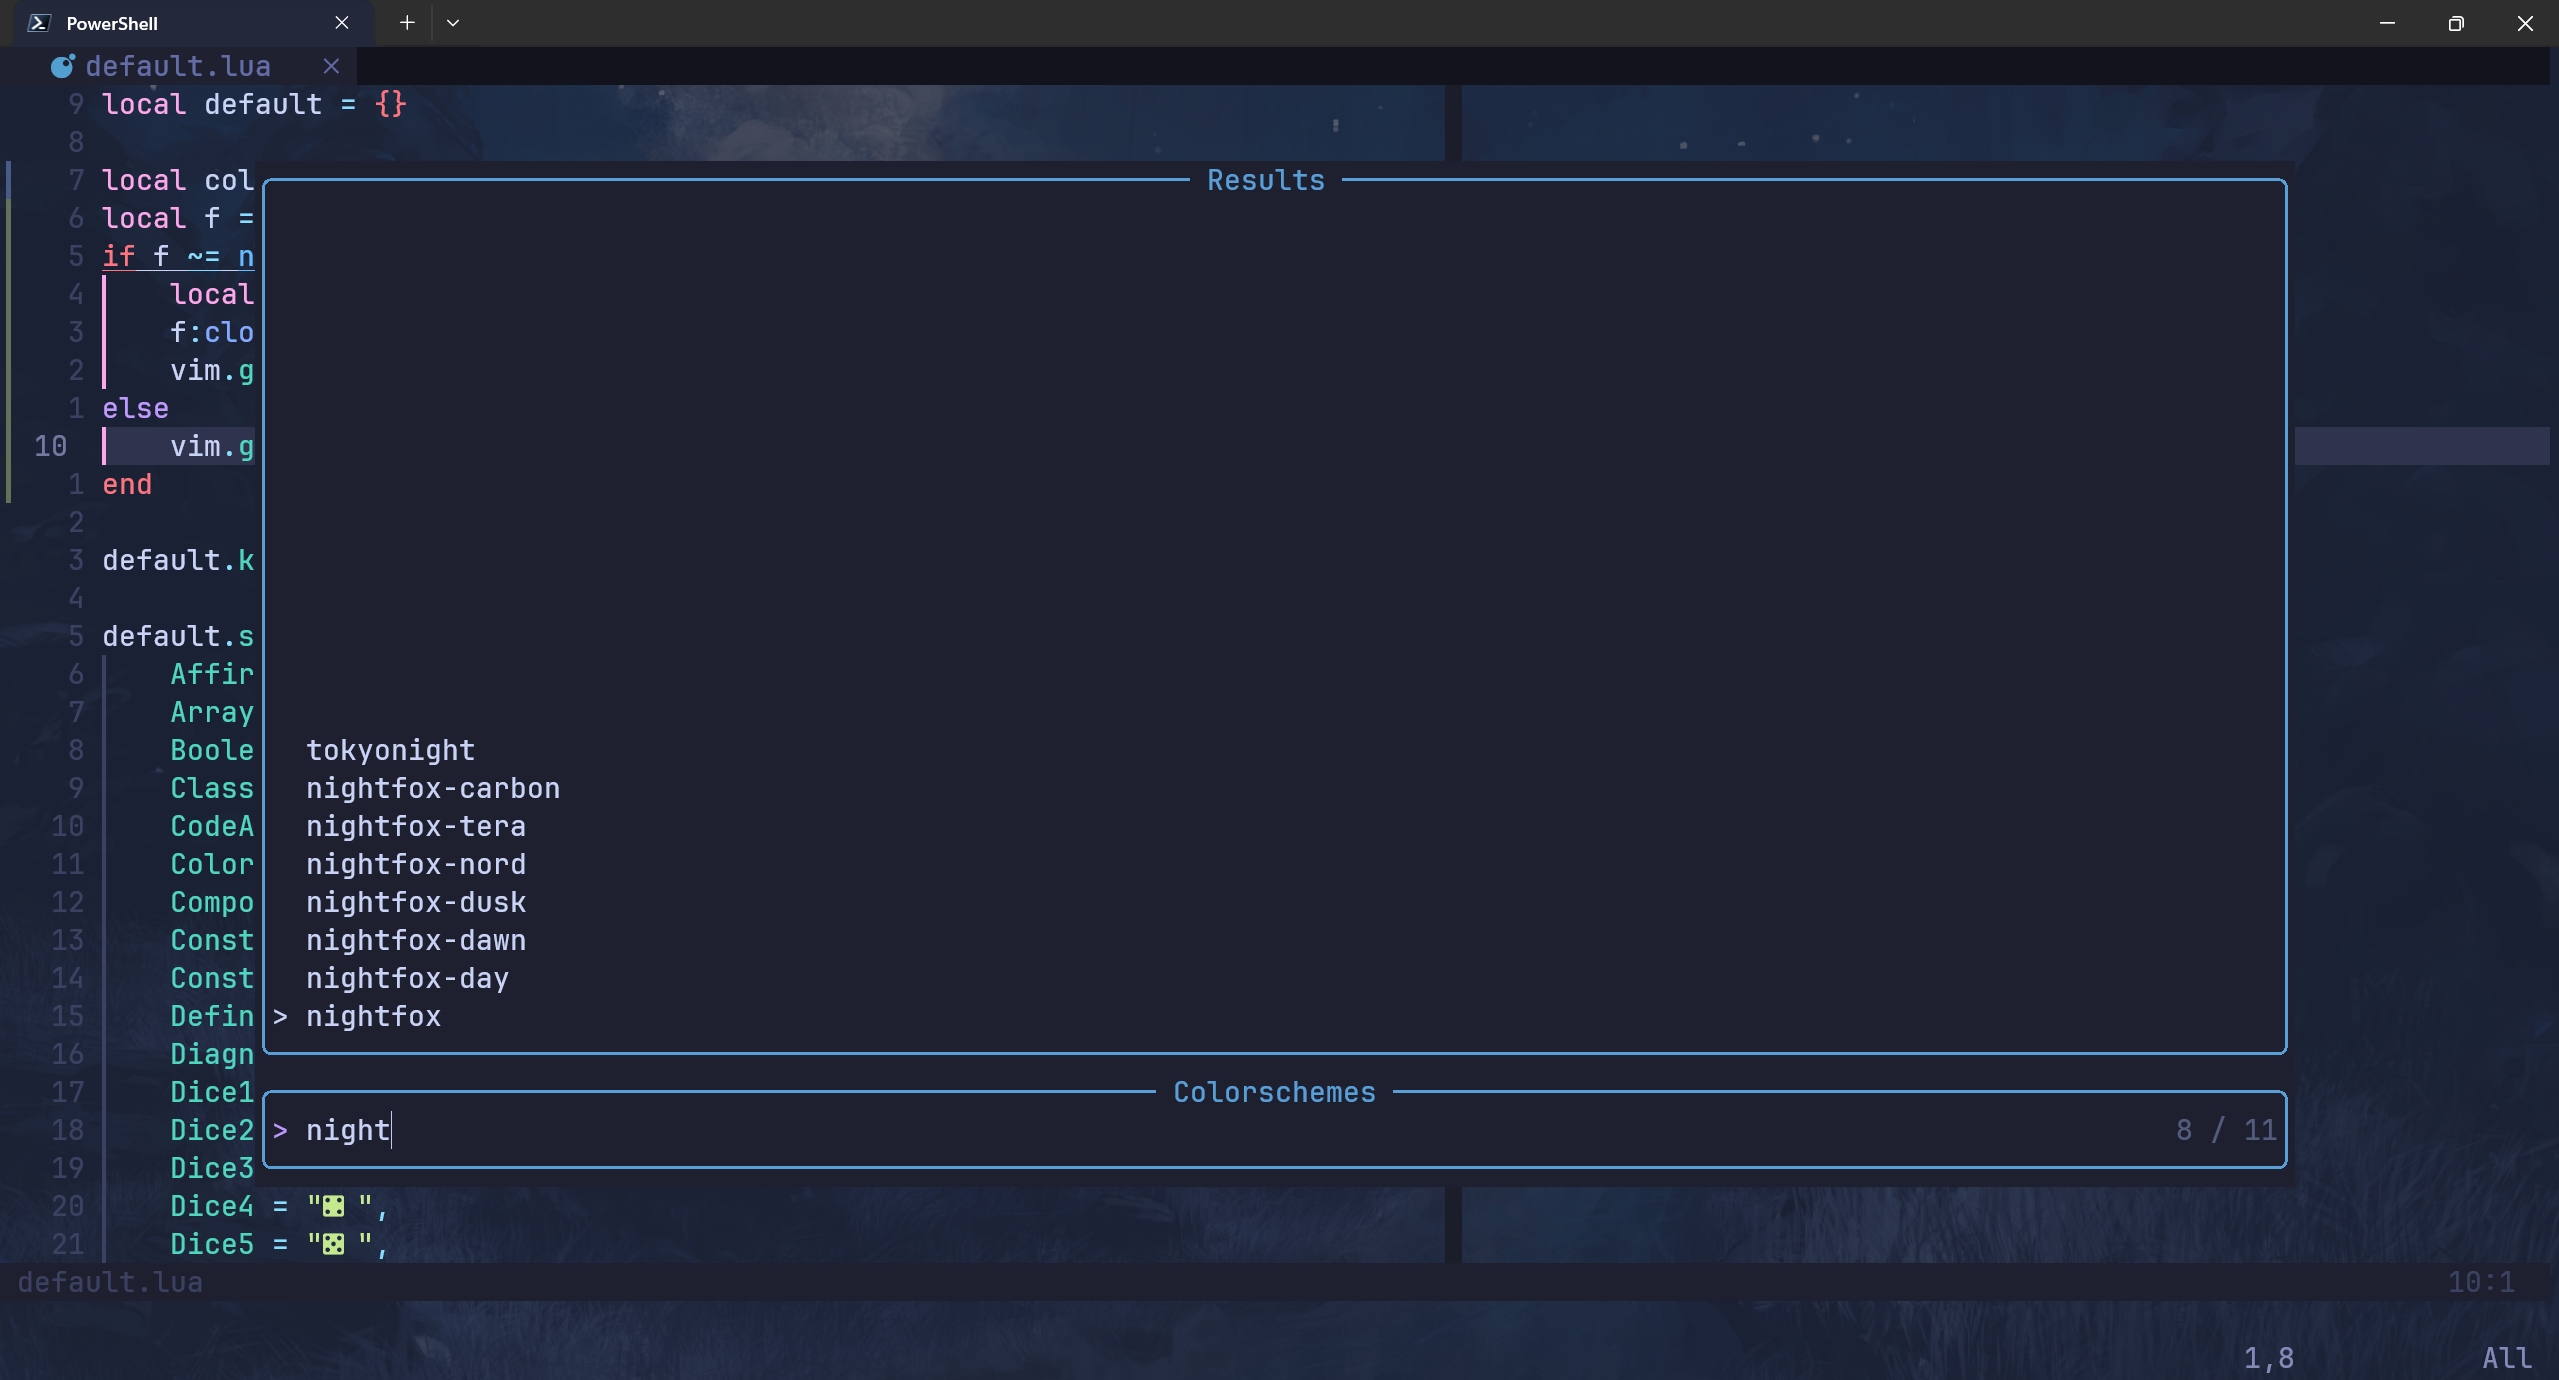 PowerShell
default.lua
9 local default = {}
8
7 local col
Results
6 local f =
5 if f ~= n
4 local
3 f:clo
2 vim.g
1 else
10 vim.g
1 end
2
3 default.k
4
5 default.s
6 Affir
7 Array
8 Boole
tokyonight
9 Class
nightfox-carbon
10 CodeA
nightfox-tera
11 Color
nightfox-nord
12 Compo
nightfox-dusk
13 Const
nightfox-dawn
14 Const
nightfox-day
15 Defin
> nightfox
16 Diagn
17 Dice1
Colorschemes
18 Dice2
> night
8 / 11
19 Dice3
20 Dice4 = "⚃ ",
21 Dice5 = "⚄ ",
default.lua
10:1
1,8
All